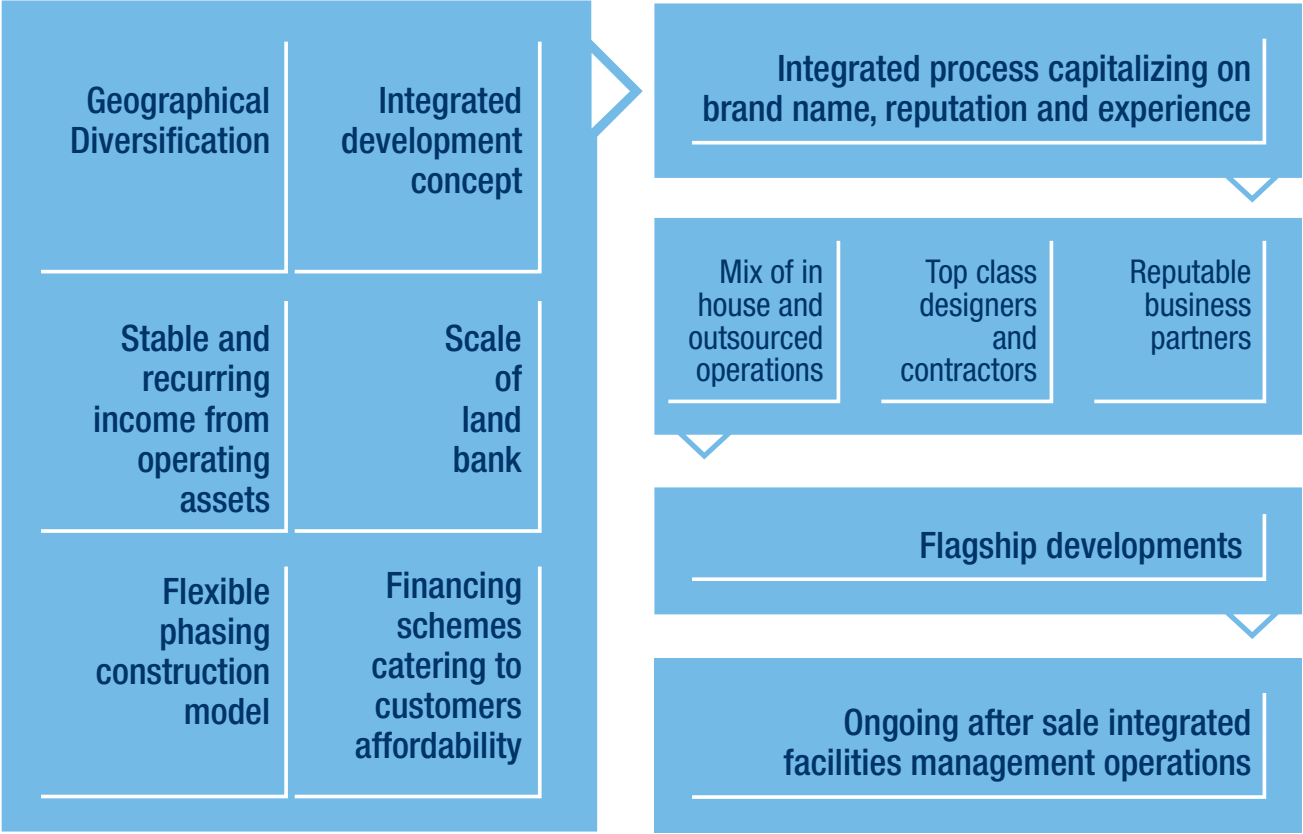 Geographical
Diversification
Integrated
development
concept
Stable and
recurring
income from
operating
assets
Scale
of
land
bank
Flexible
phasing
construction
model
Financing
schemes
catering to
customers
affordability
Integrated process capitalizing on
brand name, reputation and experience
Mix of in
house and
outsourced
operations
Top class
designers
and
contractors
Reputable
business
partners
Flagship developments
Ongoing after sale integrated
facilities management operations